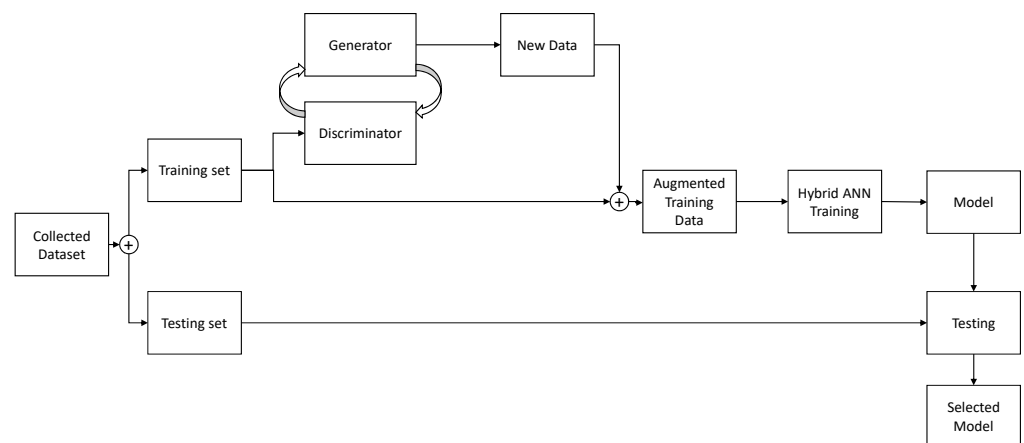 Generator
New Data
Discriminator
Training set
Augmented
Training
Data
Hybrid ANN
Training
Model
Collected
Dataset
+
+
Testing set
Testing
Selected
Model